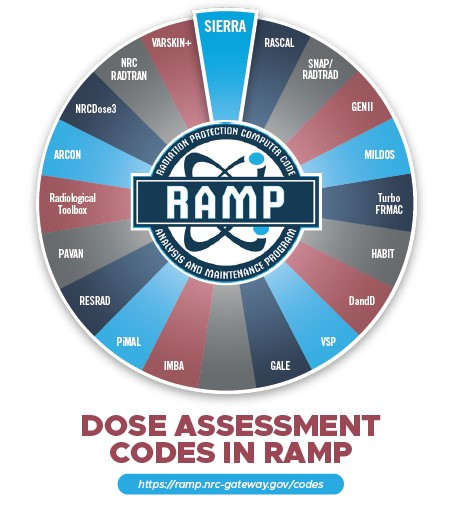 SIERRA
RASCAL
SNAP/
RADTRAD
GENII
MILDOS
Turbo
FRMAC
HABIT
DandD
VSP
GALE
IMBA
PiMAL
RESRAD
PAVAN
Radiological
Toolbox
ARCON
NRCDose3
NRC
RADTRAN
VARSKIN+
RADIATION PROTECTION COMPUTER CODE
RAMP
ANALYSIS AND MAINTENANCE PROGRAM
DOSE ASSESSMENT
CODES IN RAMP
https://ramp.nrc-gateway.gov/codes